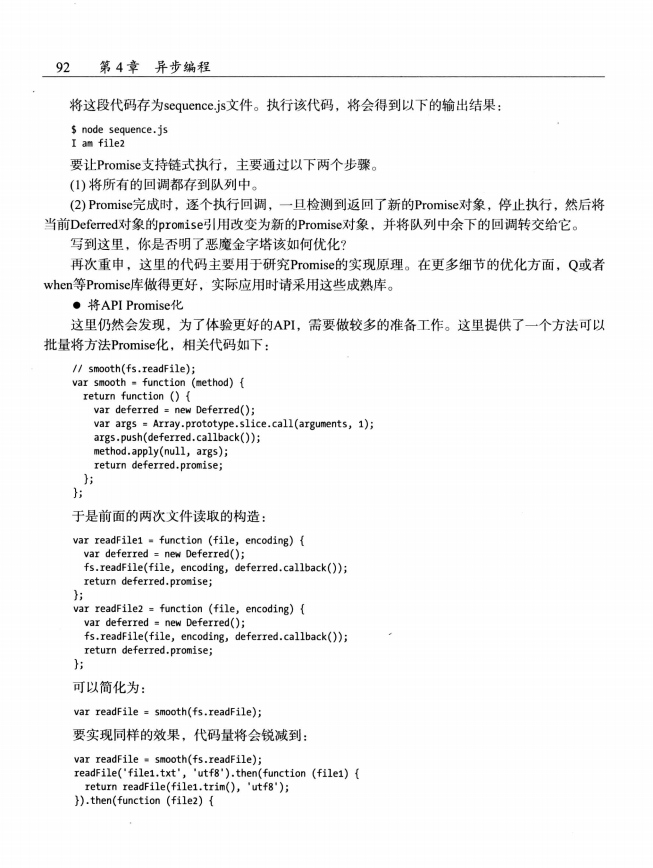 92 第4章 异步编程
将这段代码存为sequence.js文件。执行该代码，将会得到以下的输出结果：
$ node sequence.js
I am file2
要让Promise支持链式执行，主要通过以下两个步骤。
(1) 将所有的回调都存到队列中。
(2) Promise完成时，逐个执行回调，一旦检测到返回了新的Promise对象，停止执行，然后将
当前Deferred对象的promise引用改变为新的Promise对象，并将队列中余下的回调转交给它。
写到这里，你是否明了恶魔金字塔该如何优化？
再次重申，这里的代码主要用于研究Promise的实现原理。在更多细节的优化方面，Q或者
when等Promise库做得更好，实际应用时请采用这些成熟库。
● 将API Promise化
这里仍然会发现，为了体验更好的API，需要做较多的准备工作。这里提供了一个方法可以
批量将方法Promise化，相关代码如下：
// smooth(fs.readFile);
var smooth = function (method) {
return function () {
var deferred = new Deferred();
var args = Array.prototype.slice.call(arguments, 1);
args.push(deferred.callback());
method.apply(null, args);
return deferred.promise;
};
};
于是前面的两次文件读取的构造：
var readFile1 = function (file, encoding) {
var deferred = new Deferred();
fs.readFile(file, encoding, deferred.callback());
return deferred.promise;
};
var readFile2 = function (file, encoding) {
var deferred = new Deferred();
fs.readFile(file, encoding, deferred.callback());
return deferred.promise;
};
可以简化为：
var readFile = smooth(fs.readFile);
要实现同样的效果，代码量将会锐减到：
var readFile = smooth(fs.readFile);
readFile('file1.txt', 'utf8').then(function (file1) {
return readFile(file1.trim(), 'utf8');
}).then(function (file2) {